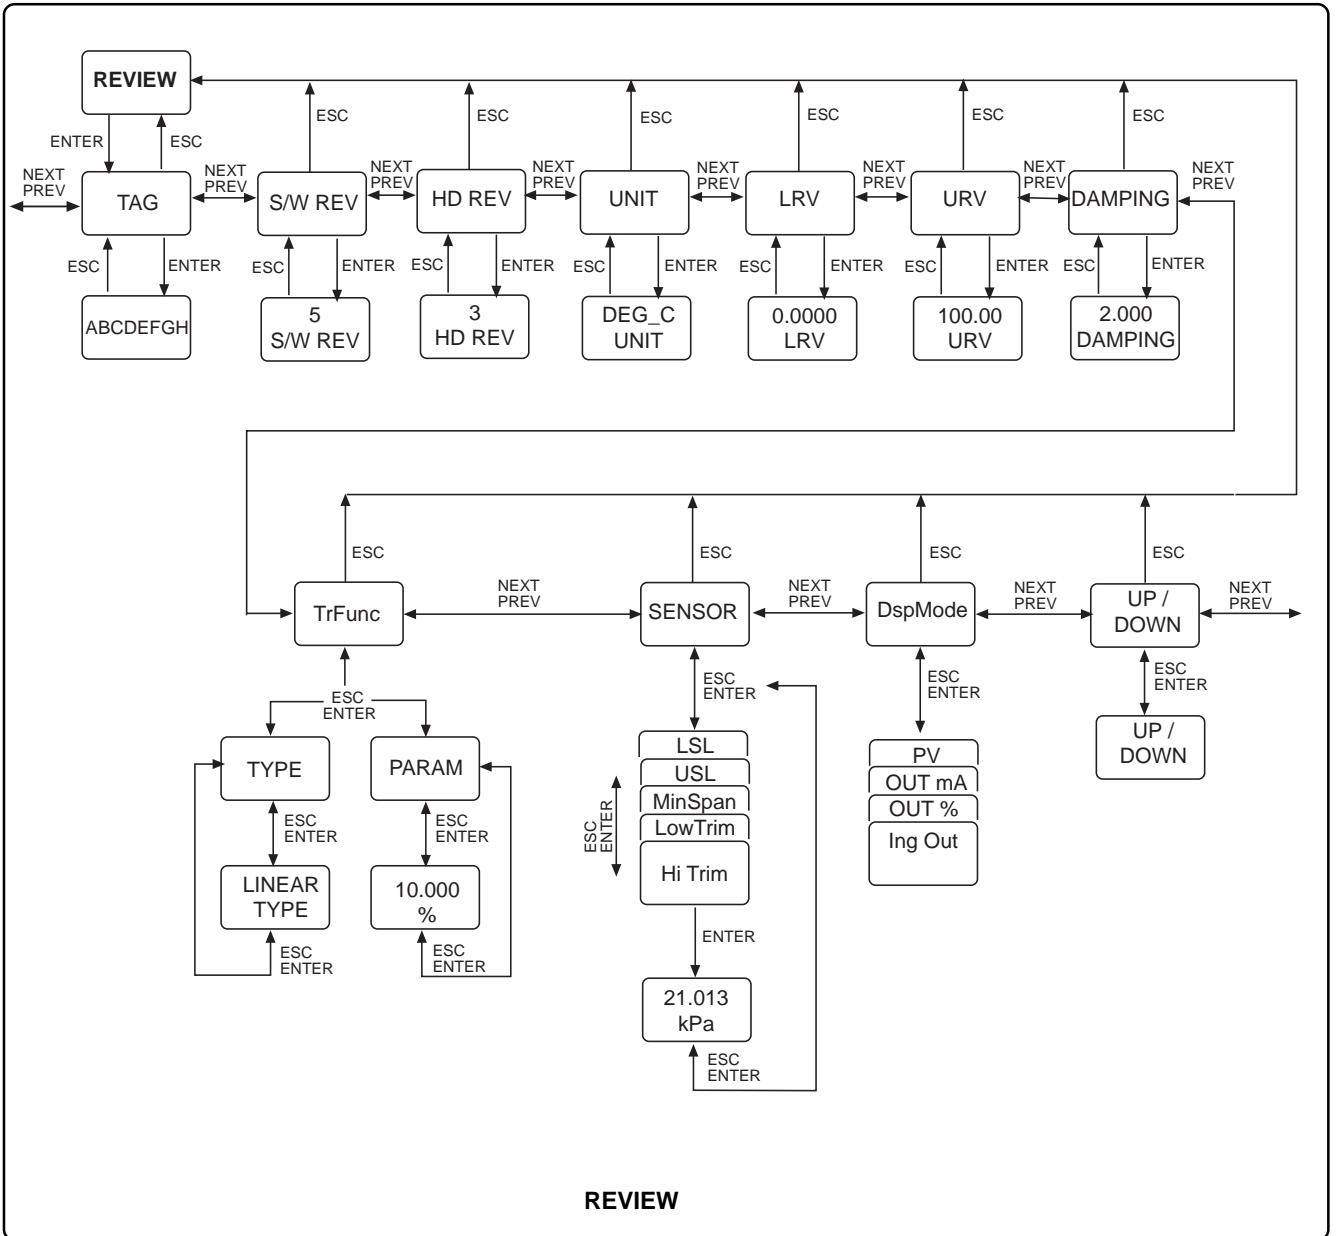 REVIEW
ESC
ESC
ESC
ESC
ESC
ESC
ENTER
ESC
NEXT
PREV
NEXT
PREV
NEXT
PREV
NEXT
PREV
NEXT
PREV
NEXT
PREV
NEXT
PREV
NEXT
PREV
TAG
S/W REV
HD REV
UNIT
LRV
URV
DAMPING
ESC
ENTER
ESC
ENTER
ESC
ENTER
ESC
ENTER
ESC
ENTER
ESC
ENTER
ESC
ENTER
ABCDEFGH
5
S/W REV
3
HD REV
DEG_C
UNIT
0.0000
LRV
100.00
URV
2.000
DAMPING
ESC
ESC
ESC
ESC
TrFunc
NEXT
PREV
SENSOR
NEXT
PREV
DspMode
NEXT
PREV
UP /
DOWN
NEXT
PREV
ESC
ENTER
ESC
ENTER
ESC
ENTER
ESC
ENTER
TYPE
PARAM
LSL
USL
MinSpan
LowTrim
Hi Trim
ESC
ENTER
PV
OUT mA
OUT %
Ing Out
UP /
DOWN
ESC
ENTER
ESC
ENTER
LINEAR
TYPE
10.000
%
ESC
ENTER
ESC
ENTER
ENTER
21.013
kPa
ESC
ENTER
REVIEW